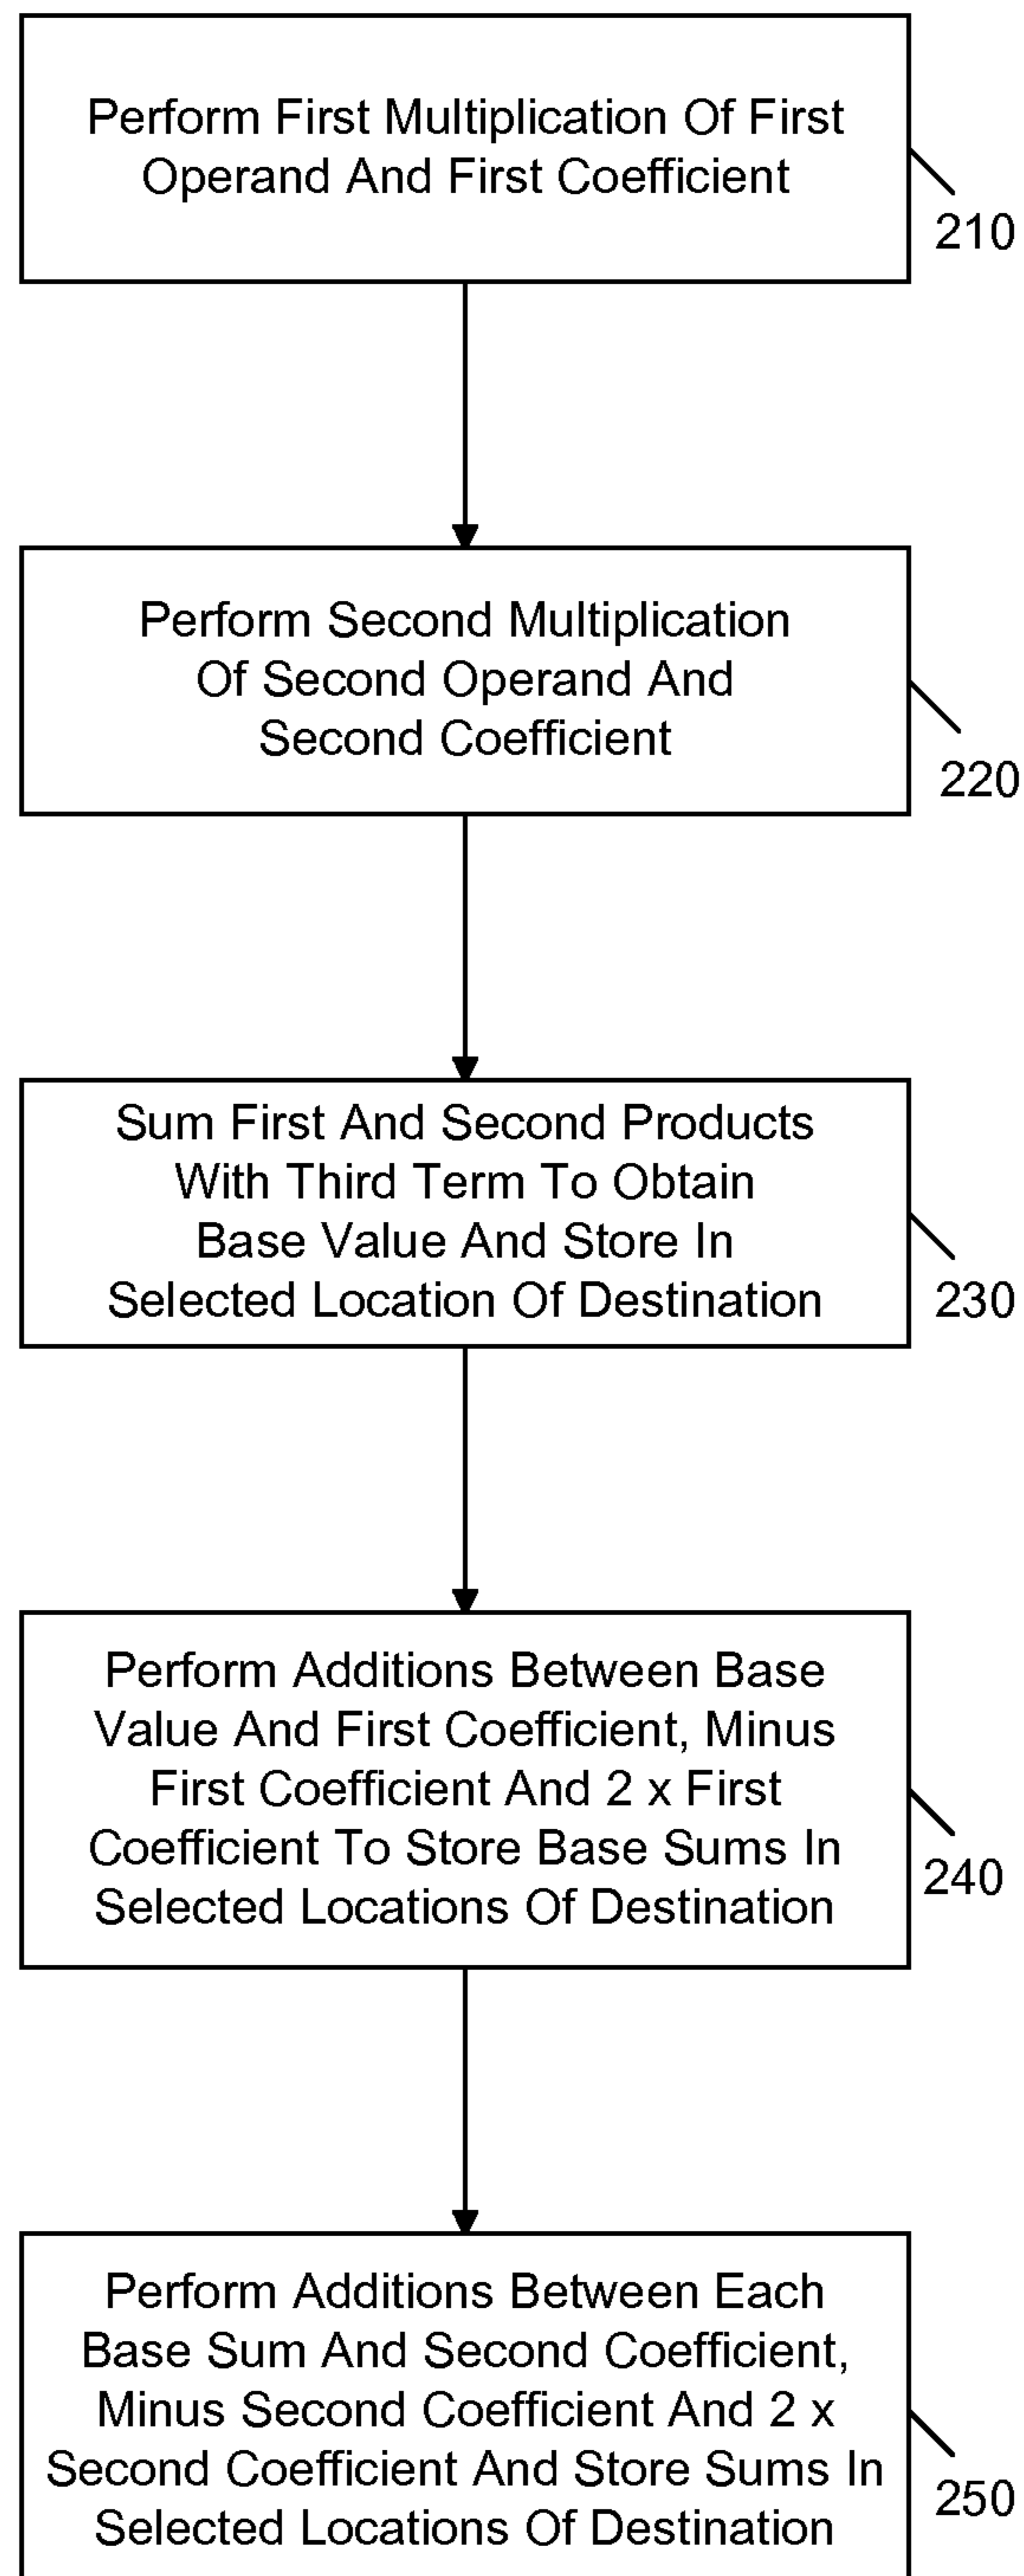 Perform First Multiplication Of First
Operand And First Coefficient
210
Perform Second Multiplication
Of Second Operand And
Second Coefficient
220
Sum First And Second Products
With Third Term To Obtain
Base Value And Store In
Selected Location Of Destination
230
Perform Additions Between Base
Value And First Coefficient, Minus
First Coefficient And 2 x First
Coefficient To Store Base Sums In
Selected Locations Of Destination
240
Perform Additions Between Each
Base Sum And Second Coefficient,
Minus Second Coefficient And 2 x
Second Coefficient And Store Sums In
Selected Locations Of Destination
250